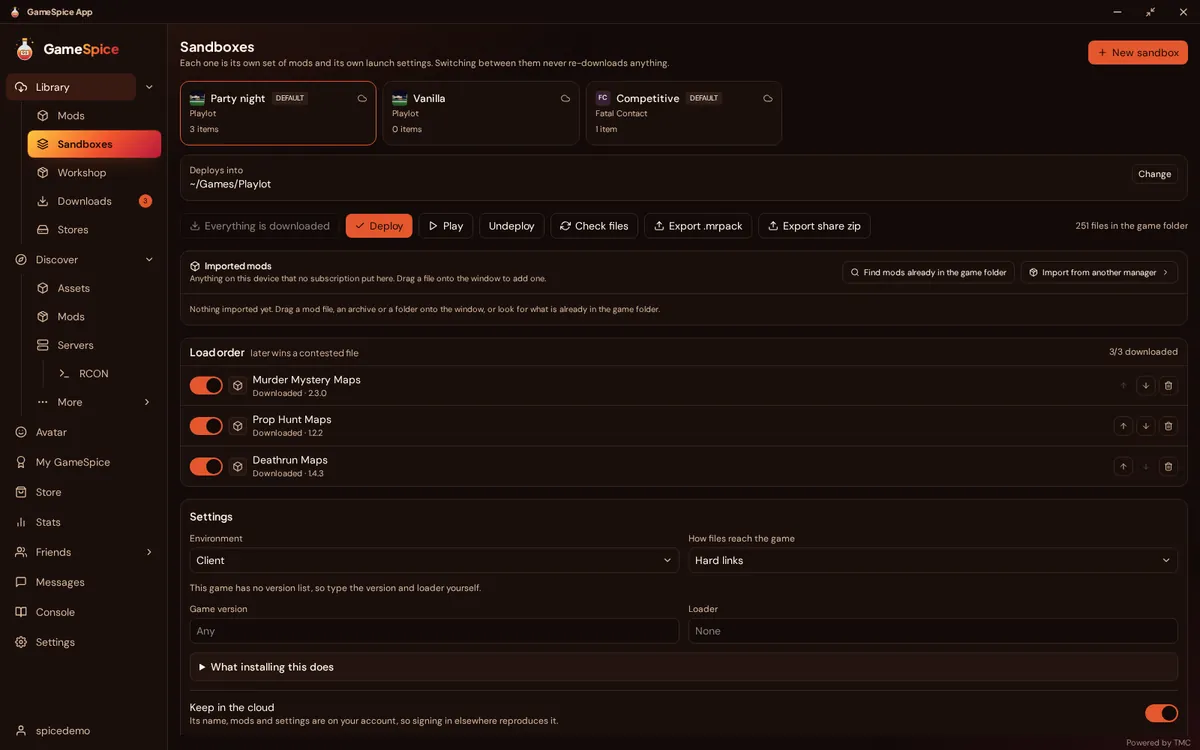 GameSpice App
GameSpice
Library
Mods
Sandboxes
Workshop
Downloads 3
Stores
Discover
Assets
Mods
Servers
RCON
More
Avatar
My GameSpice
Store
Stats
Friends
Messages
Console
Settings
spicedemo
Sandboxes
Each one is its own set of mods and its own launch settings. Switching between them never re-downloads anything.
New sandbox
Party night DEFAULT
Playlot
3 items
Vanilla
Playlot
0 items
FC Competitive DEFAULT
Fatal Contact
1 item
Deploys into
~/Games/Playlot
Change
Everything is downloaded Deploy Play Undeploy Check files Export .mrpack Export share zip 251 files in the game folder
Imported mods
Anything on this device that no subscription put here. Drag a file onto the window to add one.
Find mods already in the game folder Import from another manager
Nothing imported yet. Drag a mod file, an archive or a folder onto the window, or look for what is already in the game folder.
Load order later wins a contested file 3/3 downloaded
Murder Mystery Maps
Downloaded · 2.3.0
Prop Hunt Maps
Downloaded · 1.2.2
Deathrun Maps
Downloaded · 1.4.3
Settings
Environment How files reach the game
Client Hard links
This game has no version list, so type the version and loader yourself.
Game version Loader
Any None
What installing this does
Keep in the cloud
Its name, mods and settings are on your account, so signing in elsewhere reproduces it.
Powered by TMC